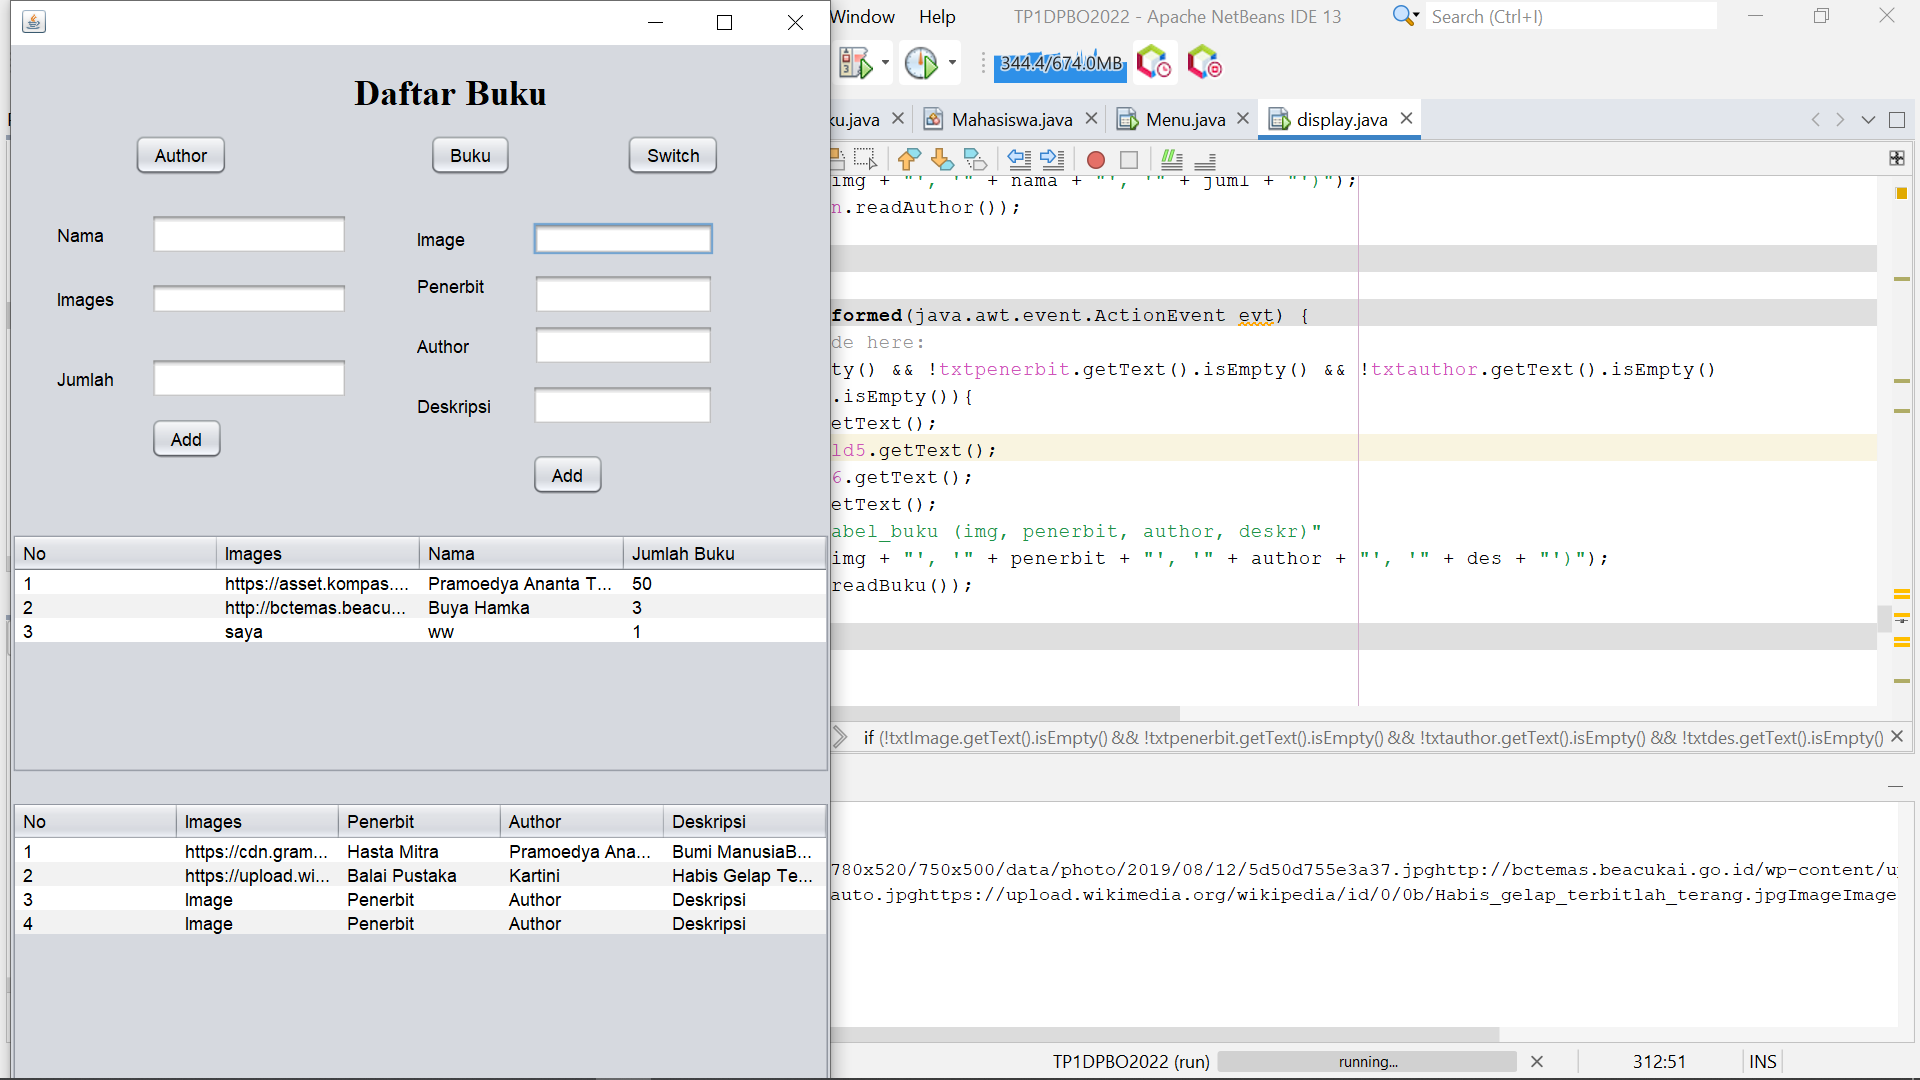 Window Help TP1DPBO2022 - Apache NetBeans IDE 13 Search (Ctrl+I)
344.4/674.0MB
Daftar Buku
Author Buku Switch
Nama
Images
Jumlah
Add
Image
Penerbit
Author
Deskripsi
Add
No Images Nama Jumlah Buku
1 https://asset.kompas.... Pramoedya Ananta T... 50
2 http://bctemas.beacu... Buya Hamka 3
3 saya ww 1
No Images Penerbit Author Deskripsi
1 https://cdn.gram... Hasta Mitra Pramoedya Ana... Bumi ManusiaB...
2 https://upload.wi... Balai Pustaka Kartini Habis Gelap Te...
3 Image Penerbit Author Deskripsi
4 Image Penerbit Author Deskripsi
ku.java Mahasiswa.java Menu.java display.java
img + "', '" + nama + "', '" + juml + "')");
n.readAuthor());
formed(java.awt.event.ActionEvent evt) {
de here:
ty() && !txtpenerbit.getText().isEmpty() && !txtauthor.getText().isEmpty()
.isEmpty()){
etText();
ld5.getText();
6.getText();
etText();
abel_buku (img, penerbit, author, deskr)"
img + "', '" + penerbit + "', '" + author + "', '" + des + "')");
readBuku());
if (!txtImage.getText().isEmpty() && !txtpenerbit.getText().isEmpty() && !txtauthor.getText().isEmpty() && !txtdes.getText().isEmpty()
780x520/750x500/data/photo/2019/08/12/5d50d755e3a37.jpghttp://bctemas.beacukai.go.id/wp-content/u
auto.jpghttps://upload.wikimedia.org/wikipedia/id/0/0b/Habis_gelap_terbitlah_terang.jpgImageImage
TP1DPBO2022 (run) running... 312:51 INS